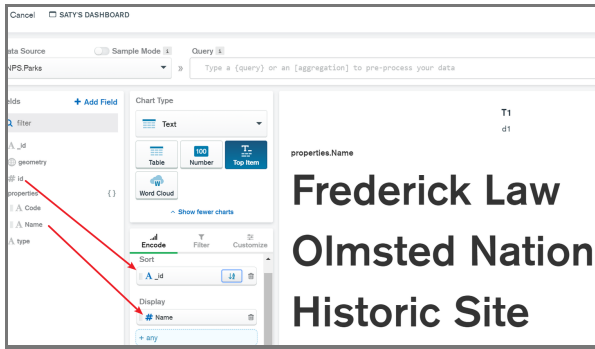 Cancel SATY'S DASHBOARD
ata Source Sample Mode i Query i
NPS.Parks » Type a {query} or an [aggregation] to pre-process your data
elds + Add Field
filter
A _id
geometry
# id
properties { }
A Code
A Name
A type
Chart Type
Text
Table
100 Number
T Top Item
W Word Cloud
^ Show fewer charts
Encode Filter Customize
Sort
A _id
Display
# Name
+ any
T1
d1
properties.Name
Frederick Law
Olmsted Nation
Historic Site